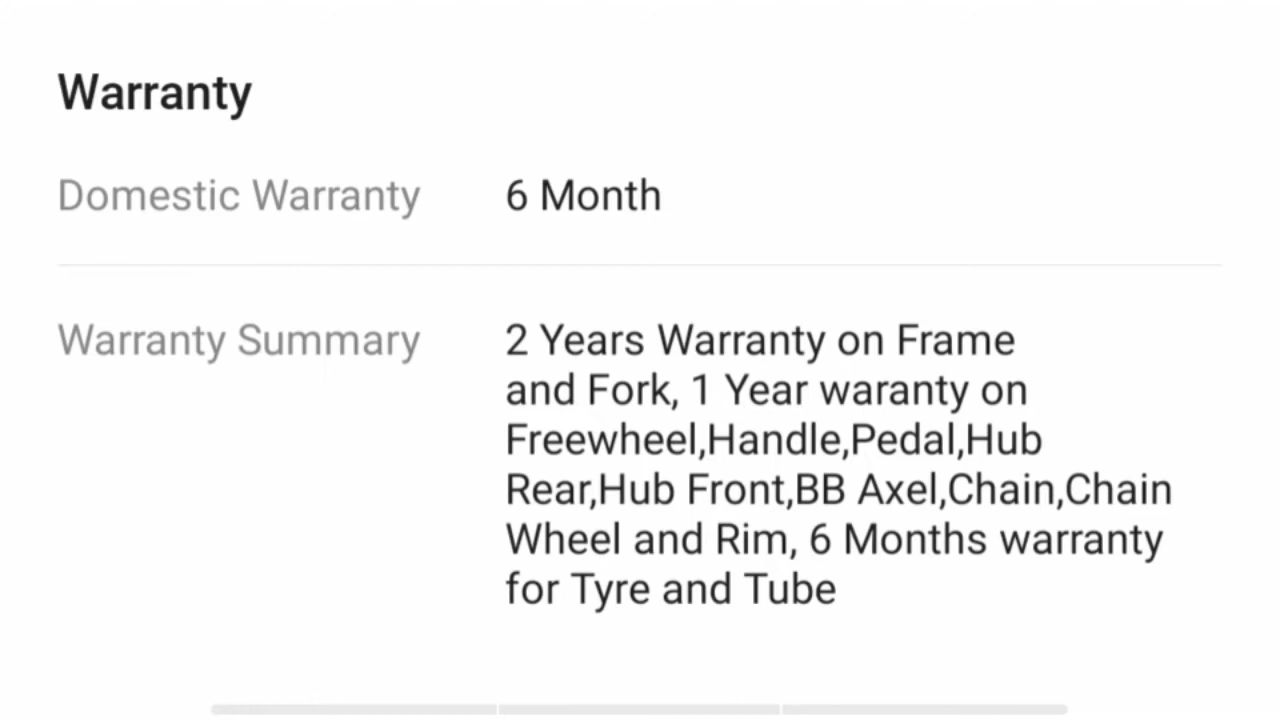 Warranty
Domestic Warranty 6 Month
Warranty Summary 2 Years Warranty on Frame
and Fork, 1 Year waranty on
Freewheel,Handle,Pedal,Hub
Rear,Hub Front,BB Axel,Chain,Chain
Wheel and Rim, 6 Months warranty
for Tyre and Tube